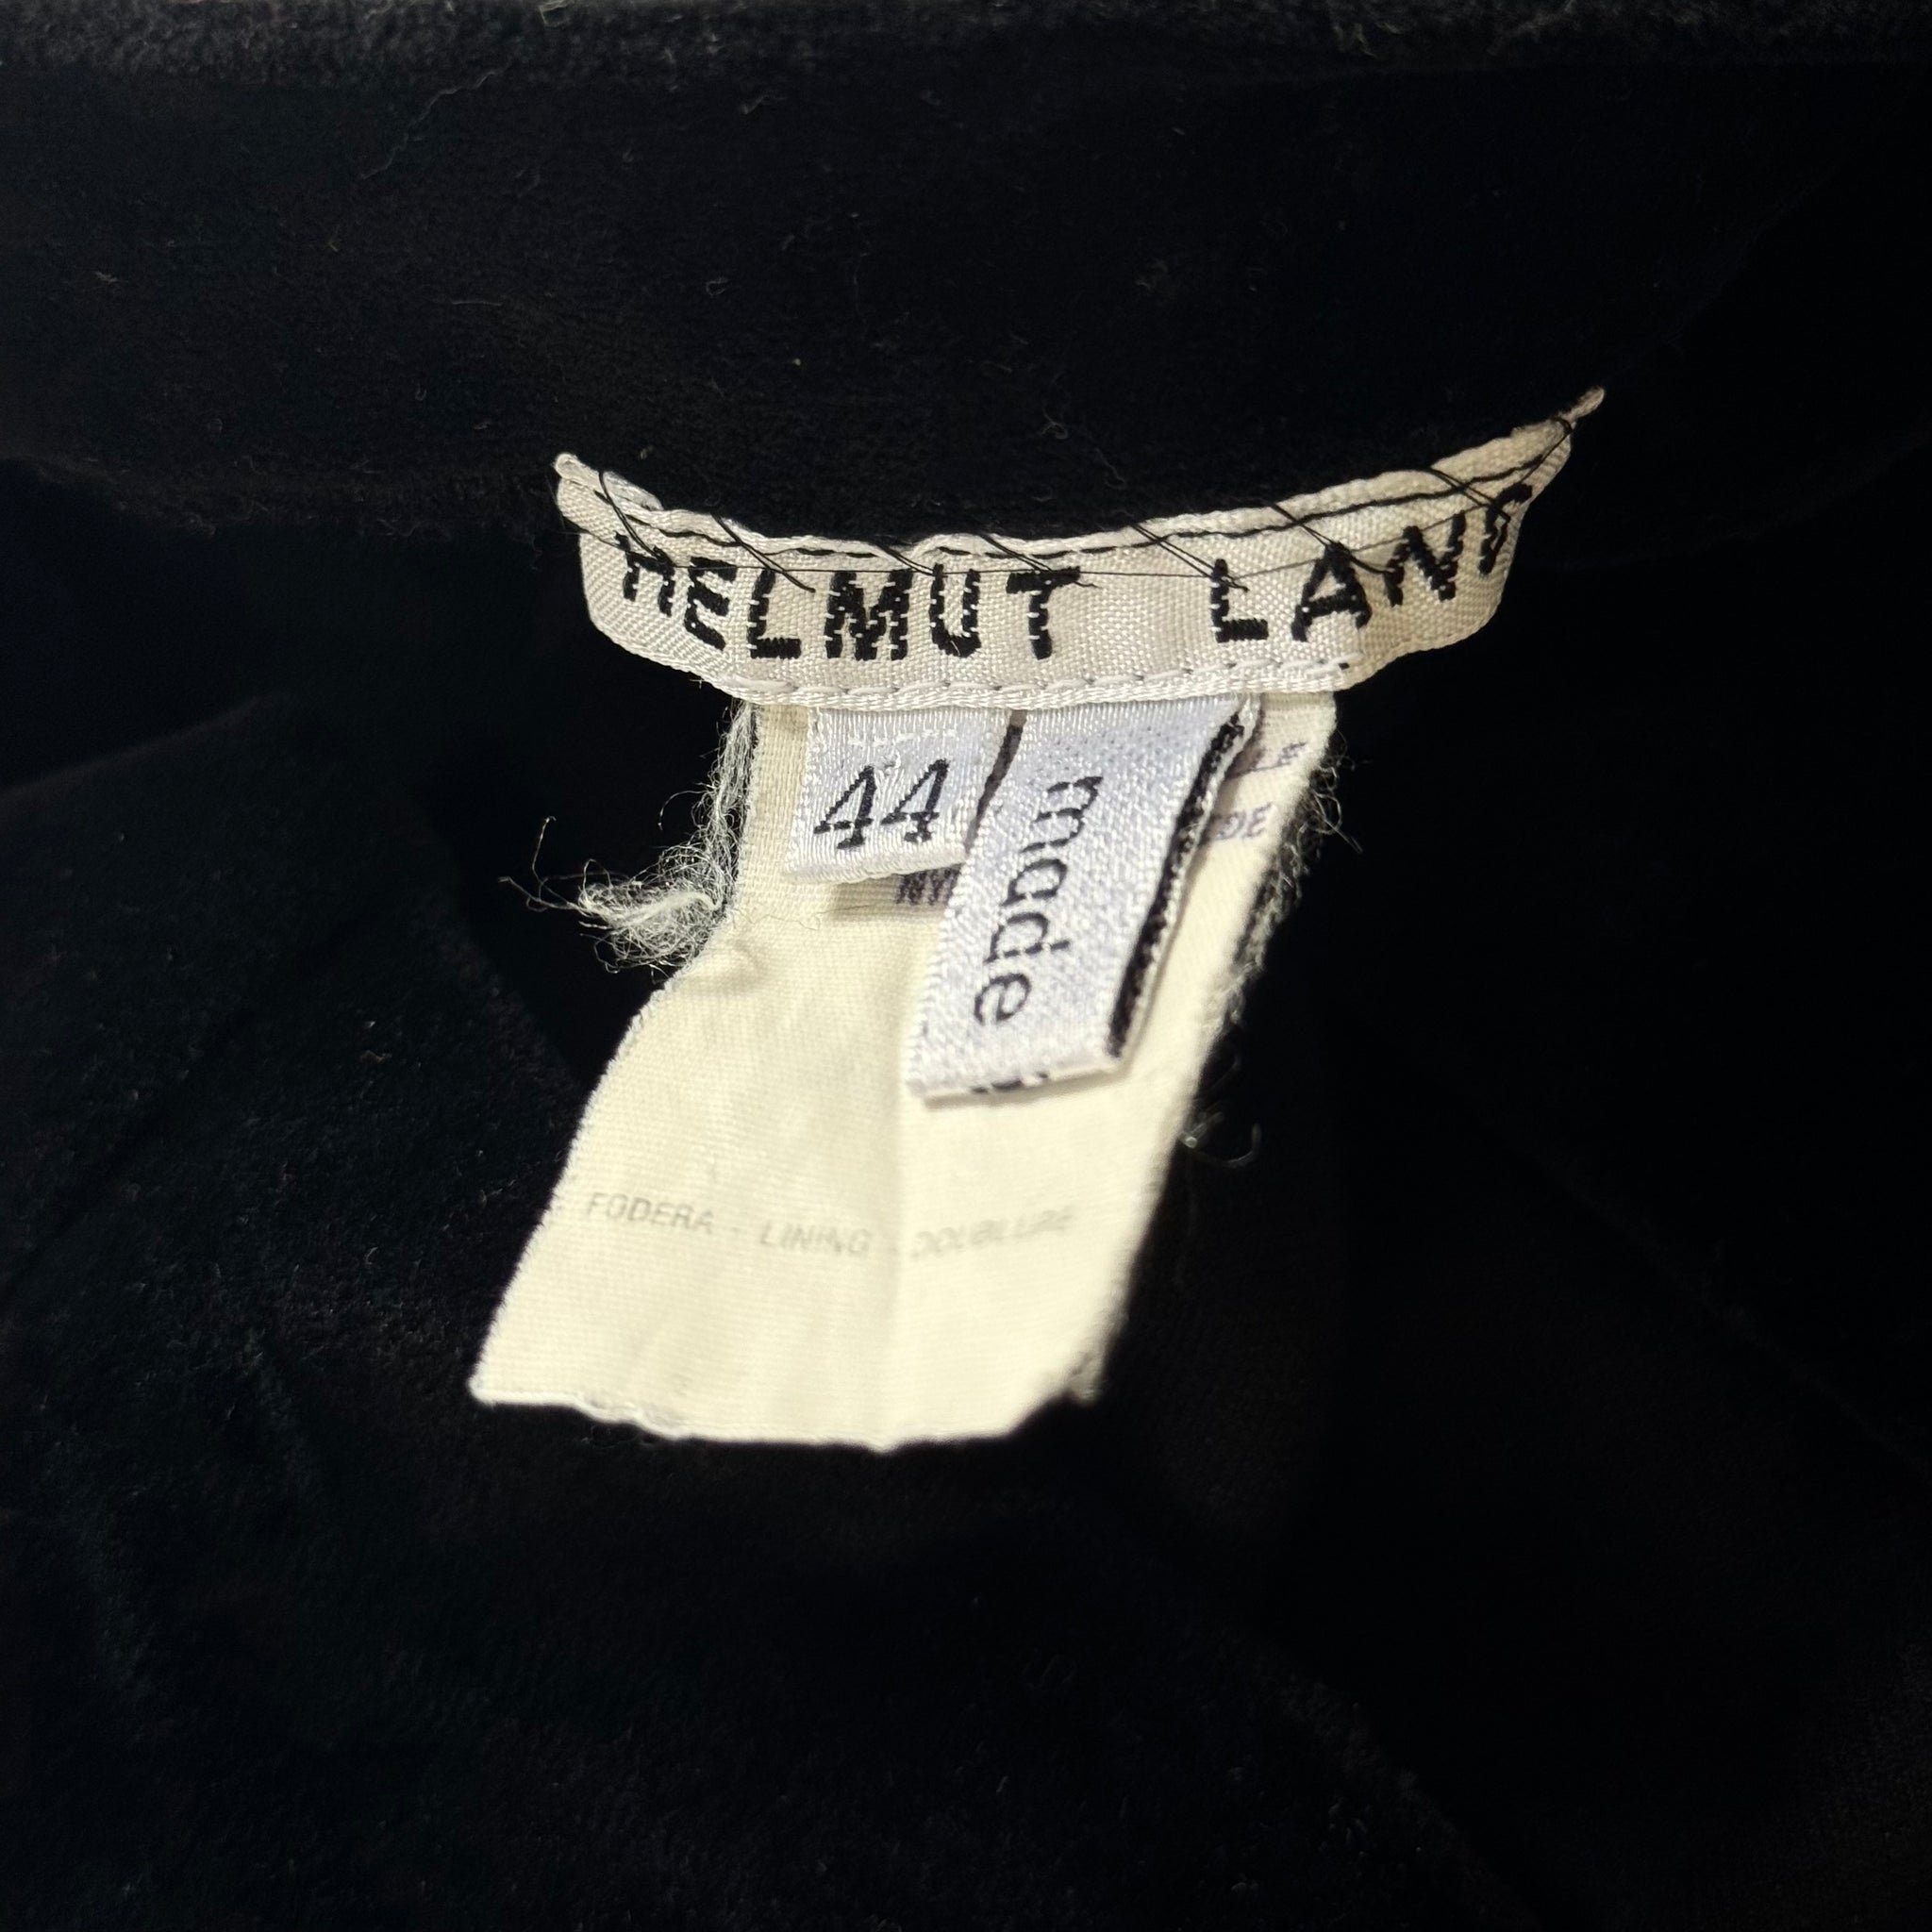 HELMUT LANG
44
made
FODERA - LINING - DOUBLURE